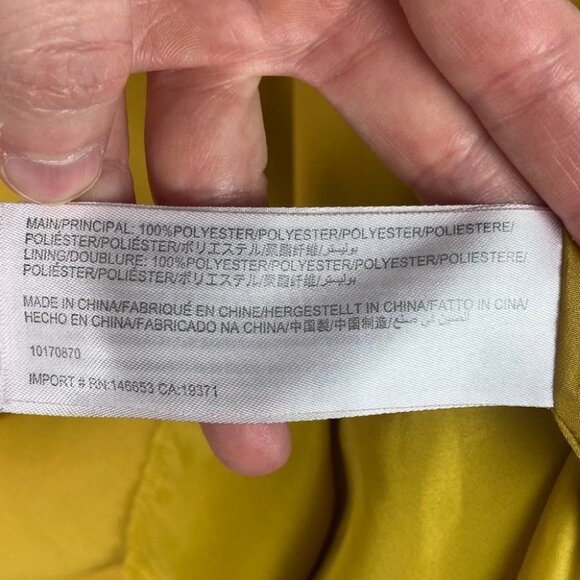 MAIN/PRINCIPAL: 100%POLYESTER/POLYESTER/POLYESTER/POLIESTERE/
POLIÉSTER/POLIÉSTER/ポリエステル/聚酯纤维/بوليستر
LINING/DOUBLURE: 100%POLYESTER/POLYESTER/POLYESTER/POLIESTERE/
POLIÉSTER/POLIÉSTER/ポリエステル/聚酯纤维/بوليستر
MADE IN CHINA/FABRIQUÉ EN CHINE/HERGESTELLT IN CHINA/FATTO IN CINA/
HECHO EN CHINA/FABRICADO NA CHINA/中国製/中国制造/صنع في الصين
10170870
IMPORT # RN:146653 CA:19371